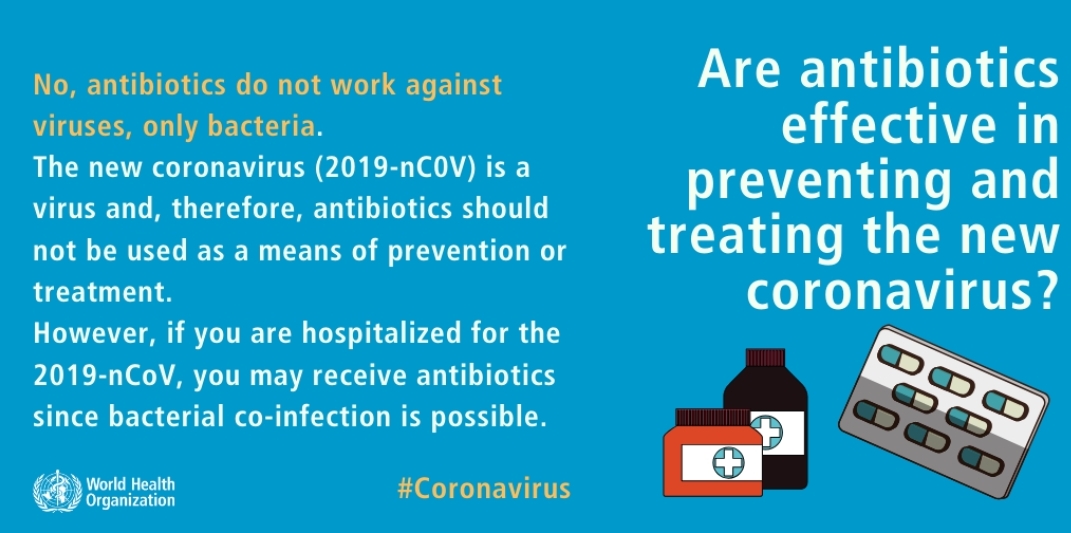 Are antibiotics
effective in
preventing and
treating the new
coronavirus?
No, antibiotics do not work against
viruses, only bacteria.
The new coronavirus (2019-nC0V) is a
virus and, therefore, antibiotics should
not be used as a means of prevention or
treatment.
However, if you are hospitalized for the
2019-nCoV, you may receive antibiotics
since bacterial co-infection is possible.
World Health
Organization
#Coronavirus